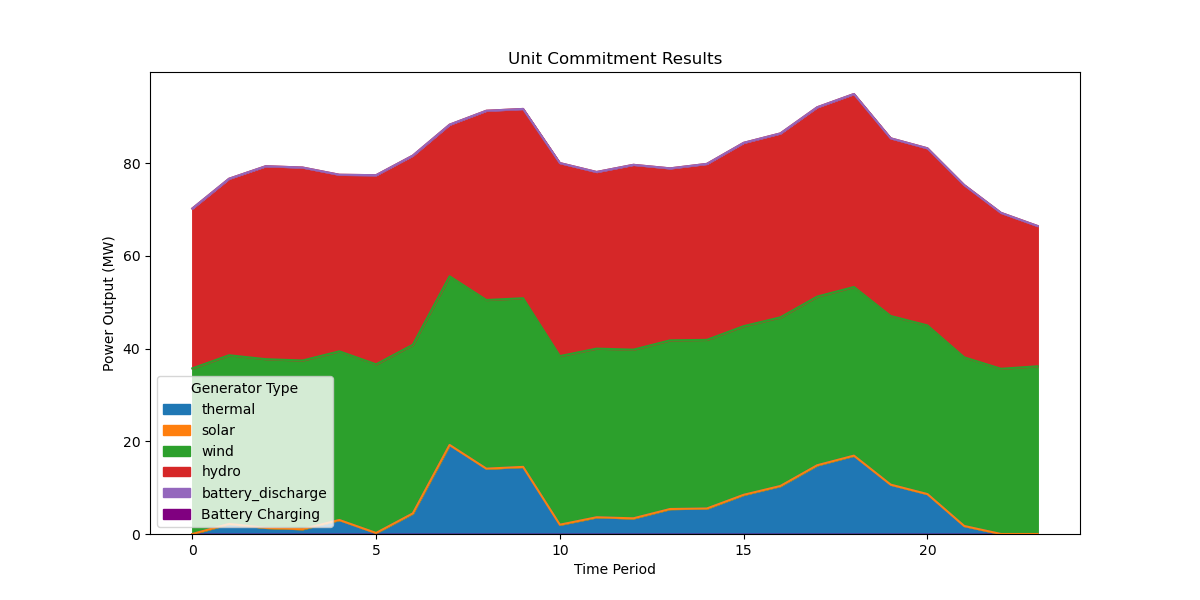 Unit Commitment Results
Power Output (MW)
80
60
40
20
0
Generator Type
thermal
solar
wind
hydro
battery_discharge
Battery Charging
0 5 10 15 20
Time Period